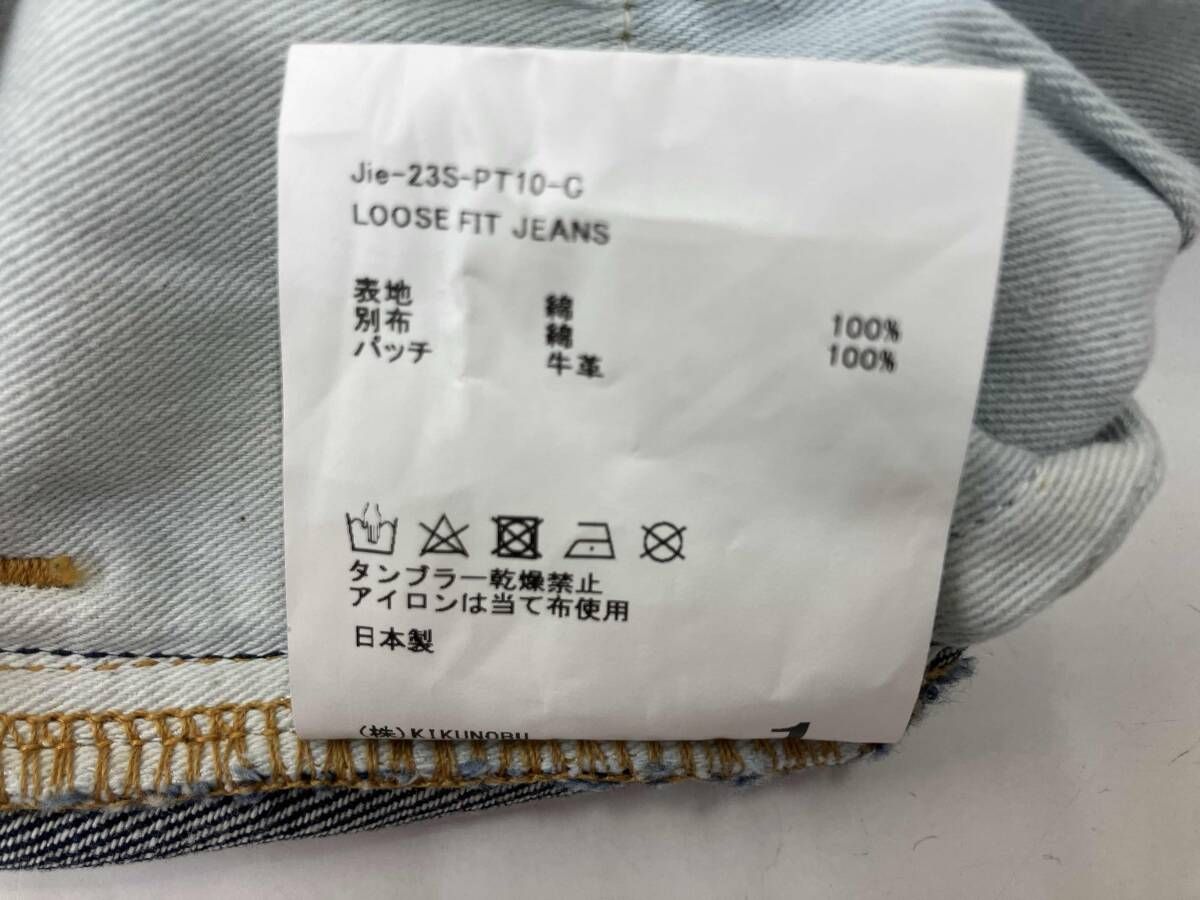 Jie-23S-PT10-G
LOOSE FIT JEANS
表地 綿 100%
別布 綿 100%
パッチ 牛革
タンブラー乾燥禁止
アイロンは当て布使用
日本製
(株)KIKUNOBU
1